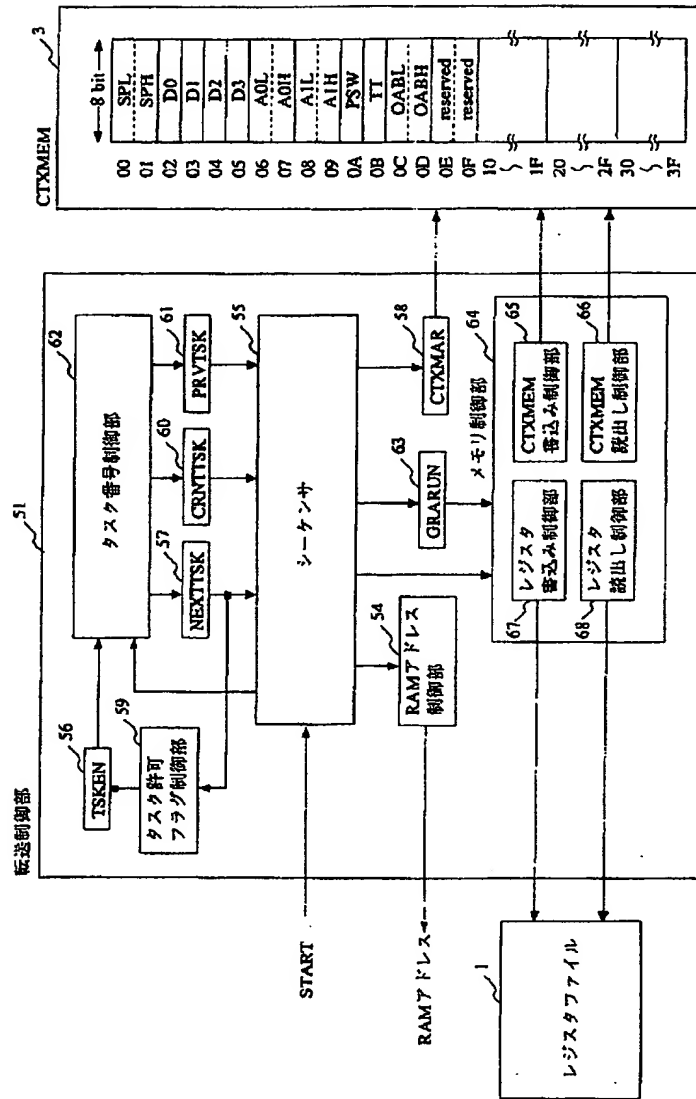 転送制御部
51
TSKEN
56
タスク許可
フラグ制御部
59
タスク番号制御部
62
NEXTTSK
57
CRNTTSK
60
PRVTSK
61
START
シーケンサ
55
RAMアドレス
RAMアドレス
制御部
54
GRARUN
63
CTXMAR
58
メモリ制御部
64
レジスタ
書込み制御部
67
レジスタ
読出し制御部
68
CTXMEM
書込み制御部
65
CTXMEM
読出し制御部
66
レジスタファイル
1
CTXMEM
3
8 bit
00 SPL
01 SPH
02 D0
03 D1
04 D2
05 D3
06 A0L
07 A0H
08 A1L
09 A1H
0A PSW
0B TT
0C OABL
0D OABH
0E reserved
0F reserved
10
1F
20
2F
30
3F